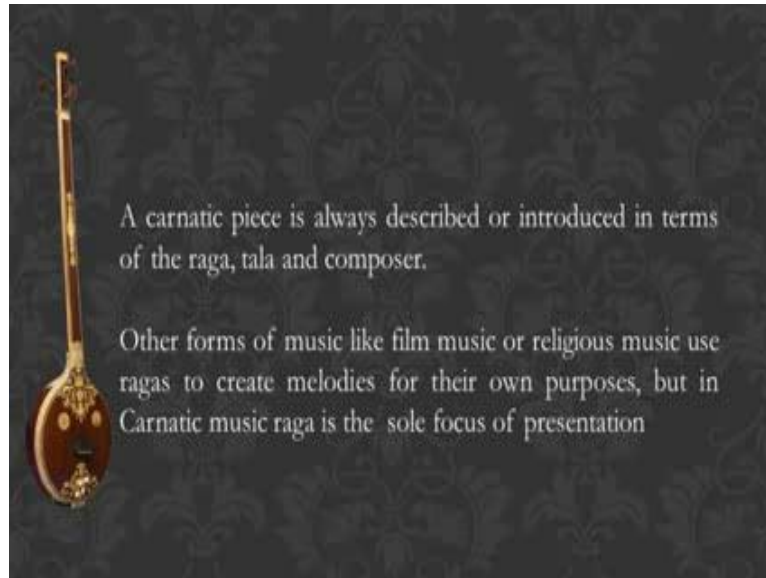 A carnatic piece is always described or introduced in terms
of the raga, tala and composer.
Other forms of music like film music or religious music use
ragas to create melodies for their own purposes, but in
Carnatic music raga is the sole focus of presentation